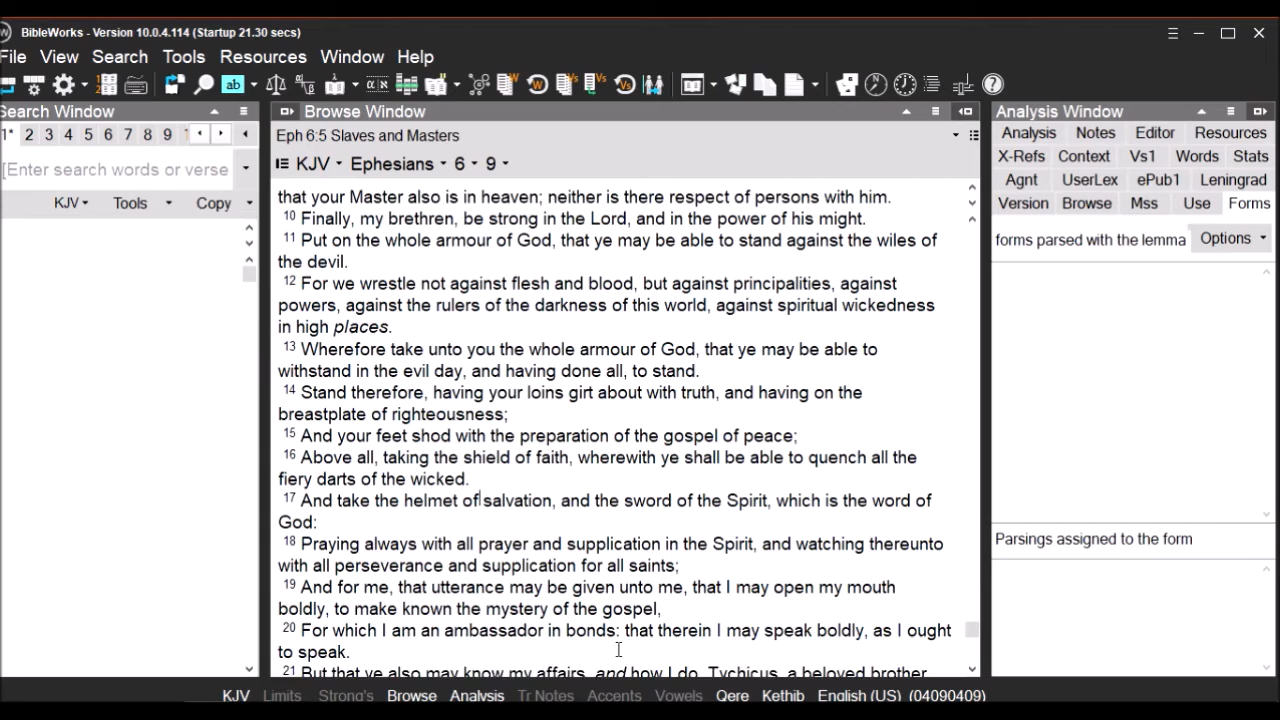 BibleWorks - Version 10.0.4.114 (Startup 21.30 secs)
File View Search Tools Resources Window Help
Search Window
Browse Window
Analysis Window
1* 2 3 4 5 6 7 8 9
Eph 6:5 Slaves and Masters
Analysis Notes Editor Resources
[Enter search words or verse
KJV Ephesians 6 9
X-Refs Context Vs1 Words Stats
Agnt UserLex ePub1 Leningrad
KJV Tools Copy
Version Browse Mss Use Forms
forms parsed with the lemma Options
that your Master also is in heaven; neither is there respect of persons with him.
10 Finally, my brethren, be strong in the Lord, and in the power of his might.
11 Put on the whole armour of God, that ye may be able to stand against the wiles of
the devil.
12 For we wrestle not against flesh and blood, but against principalities, against
powers, against the rulers of the darkness of this world, against spiritual wickedness
in high places.
13 Wherefore take unto you the whole armour of God, that ye may be able to
withstand in the evil day, and having done all, to stand.
14 Stand therefore, having your loins girt about with truth, and having on the
breastplate of righteousness;
15 And your feet shod with the preparation of the gospel of peace;
16 Above all, taking the shield of faith, wherewith ye shall be able to quench all the
fiery darts of the wicked.
17 And take the helmet of salvation, and the sword of the Spirit, which is the word of
God:
18 Praying always with all prayer and supplication in the Spirit, and watching thereunto
with all perseverance and supplication for all saints;
19 And for me, that utterance may be given unto me, that I may open my mouth
boldly, to make known the mystery of the gospel,
20 For which I am an ambassador in bonds: that therein I may speak boldly, as I ought
to speak.
21 But that ye also may know my affairs, and how I do, Tychicus, a beloved brother
Parsings assigned to the form
KJV Limits Strong's Browse Analysis Tr Notes Accents Vowels Qere Kethib English (US) (04090409)